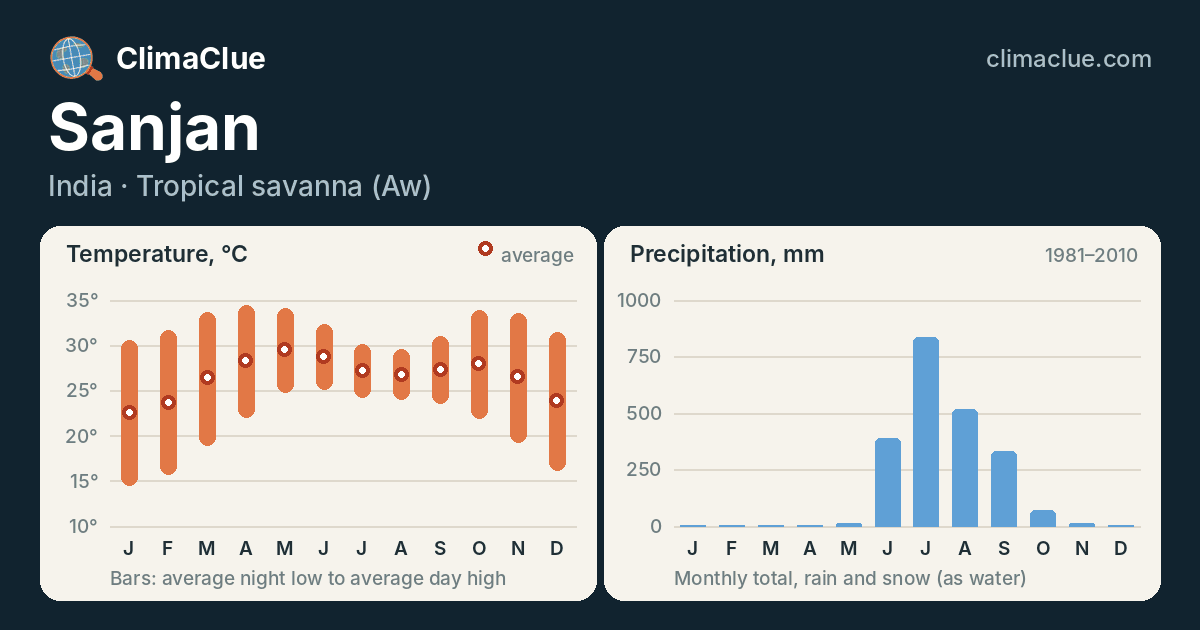 ClimaClue
climaclue.com
Sanjan
India · Tropical savanna (Aw)
Temperature, °C
average
35°
30°
25°
20°
15°
10°
J F M A M J J A S O N D
Bars: average night low to average day high
Precipitation, mm
1981–2010
1000
750
500
250
0
J F M A M J J A S O N D
Monthly total, rain and snow (as water)